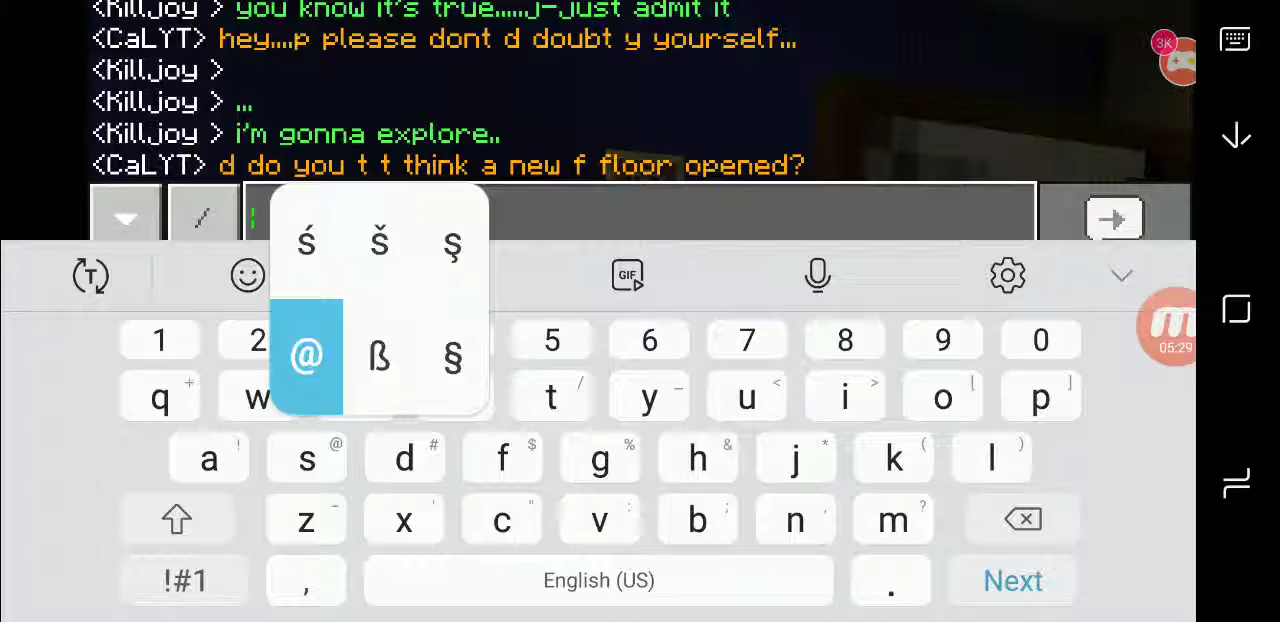 <Killjoy > you know it's true.....j-just admit it
<CaLYT> hey....p please dont d doubt y yourself...
<Killjoy >
<Killjoy > ...
<Killjoy > i'm gonna explore..
<CaLYT> d do you t t think a new f floor opened?
3K
/
ś š ş
@ ß §
T
GIF
m
05:29
1 2 5 6 7 8 9 0
q + w t / y _ u < i > o [ p ]
a ! s @ d # f $ g % h & j * k ( l )
z - x ' c " v : b ; n , m ?
!#1 , English (US) . Next